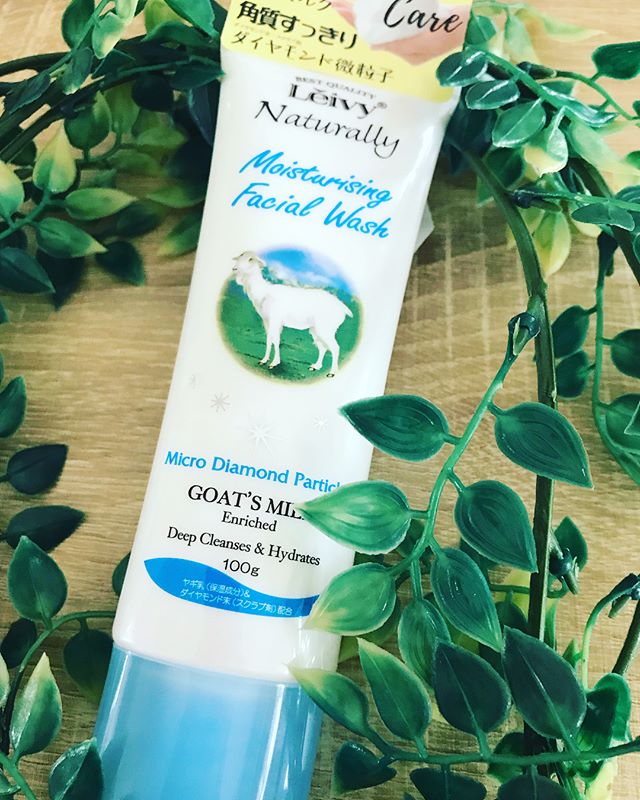 Care
角質すっきり
ダイヤモンド微粒子
BEST QUALITY
Leivy®
Naturally
Moisturising
Facial Wash
Micro Diamond
GOAT'S
Enriched
Deep Cleanses & Hydrates
100g
ヤギ乳(保湿成分)&
ダイヤモンド末(スクラブ剤)配合